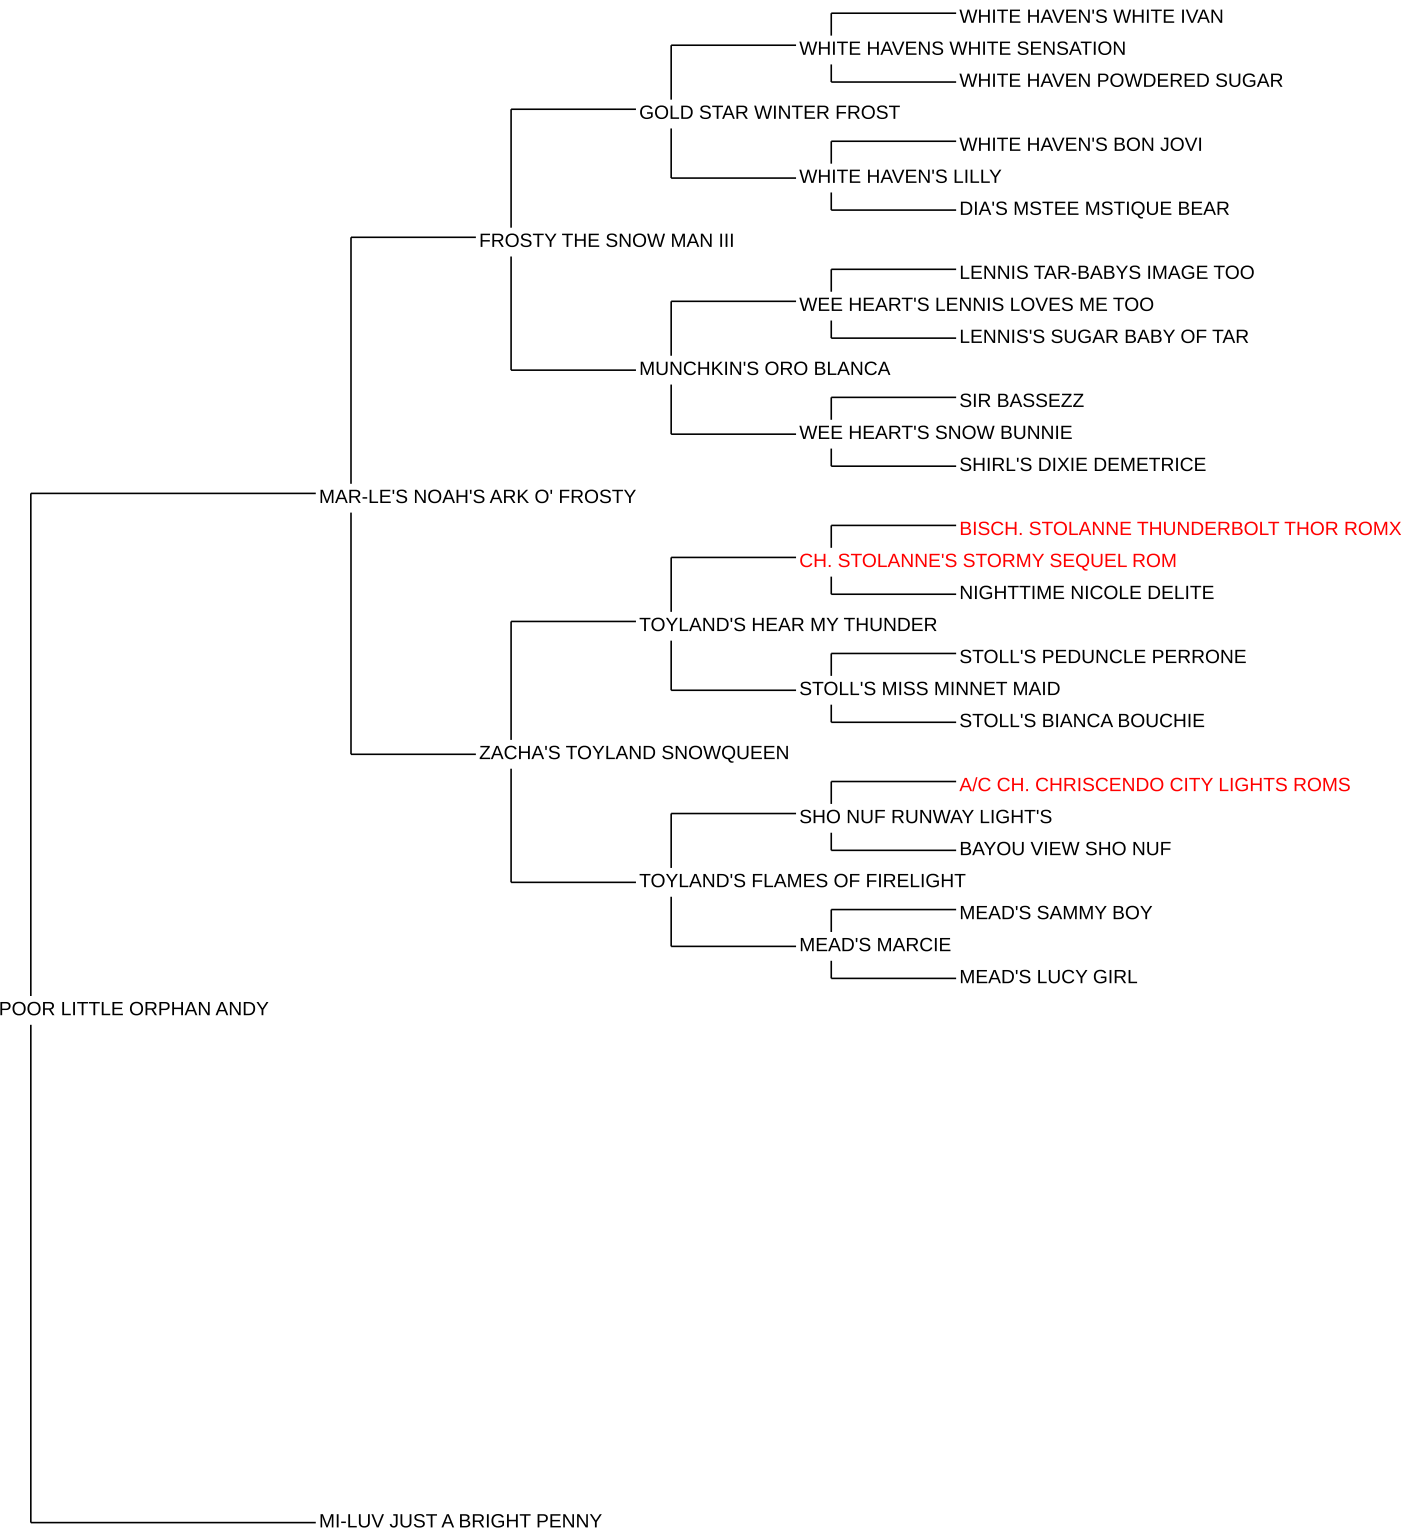 WHITE HAVEN'S WHITE IVAN
WHITE HAVENS WHITE SENSATION
WHITE HAVEN POWDERED SUGAR
GOLD STAR WINTER FROST
WHITE HAVEN'S BON JOVI
WHITE HAVEN'S LILLY
DIA'S MSTEE MSTIQUE BEAR
FROSTY THE SNOW MAN III
LENNIS TAR-BABYS IMAGE TOO
WEE HEART'S LENNIS LOVES ME TOO
LENNIS'S SUGAR BABY OF TAR
MUNCHKIN'S ORO BLANCA
SIR BASSEZZ
WEE HEART'S SNOW BUNNIE
SHIRL'S DIXIE DEMETRICE
MAR-LE'S NOAH'S ARK O' FROSTY
BISCH. STOLANNE THUNDERBOLT THOR ROMX
CH. STOLANNE'S STORMY SEQUEL ROM
NIGHTTIME NICOLE DELITE
TOYLAND'S HEAR MY THUNDER
STOLL'S PEDUNCLE PERRONE
STOLL'S MISS MINNET MAID
STOLL'S BIANCA BOUCHIE
ZACHA'S TOYLAND SNOWQUEEN
A/C CH. CHRISCENDO CITY LIGHTS ROMS
SHO NUF RUNWAY LIGHT'S
BAYOU VIEW SHO NUF
TOYLAND'S FLAMES OF FIRELIGHT
MEAD'S SAMMY BOY
MEAD'S MARCIE
MEAD'S LUCY GIRL
POOR LITTLE ORPHAN ANDY
MI-LUV JUST A BRIGHT PENNY